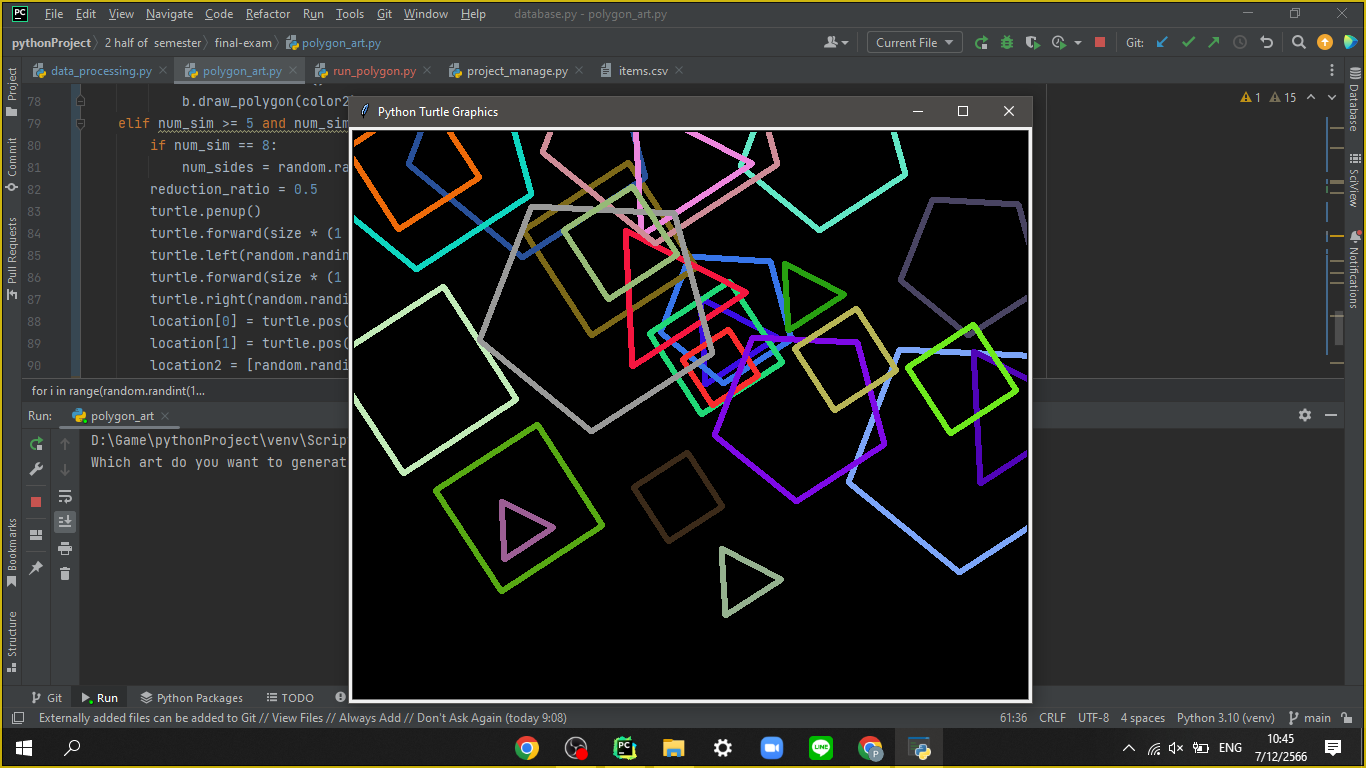 File Edit View Navigate Code Refactor Run Tools Git Window Help database.py - polygon_art.py
pythonProject 2 half of semester final-exam polygon_art.py Current File Git:
data_processing.py polygon_art.py run_polygon.py project_manage.py items.csv
78 b.draw_polygon(color2
79 elif num_sim >= 5 and num_sim
80 if num_sim == 8:
81 num_sides = random.ra
82 reduction_ratio = 0.5
83 turtle.penup()
84 turtle.forward(size * (1
85 turtle.left(random.randin
86 turtle.forward(size * (1
87 turtle.right(random.randi
88 location[0] = turtle.pos(
89 location[1] = turtle.pos(
90 location2 = [random.randi
1 15
for i in range(random.randint(1...
Python Turtle Graphics
Run: polygon_art
D:\Game\pythonProject\venv\Scrip
Which art do you want to generat
Project
Commit
Pull Requests
Bookmarks
Structure
Database
SciView
Notifications
Git Run Python Packages TODO
Externally added files can be added to Git // View Files // Always Add // Don't Ask Again (today 9:08) 61:36 CRLF UTF-8 4 spaces Python 3.10 (venv) main
ENG 10:45
7/12/2566